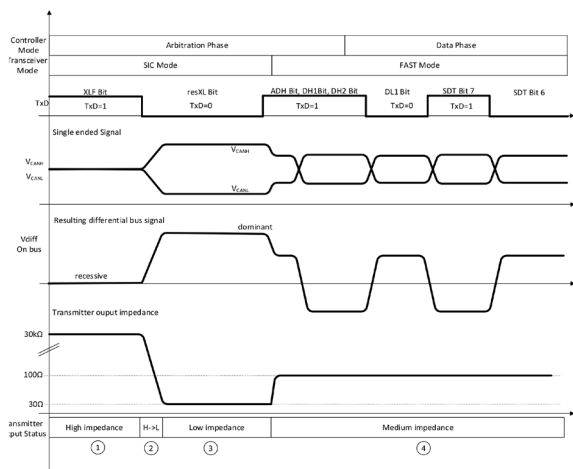 Controller
Mode
Arbitration Phase
Data Phase
Transceiver
Mode
SIC Mode
FAST Mode
XLF Bit
resXL Bit
ADH Bit, DH1Bit, DH2 Bit
DL1 Bit
SDT Bit 7
SDT Bit 6
TxD
TxD=1
TxD=0
TxD=1
TxD=0
TxD=1
Single ended Signal
VCANH
VCANL
VCANH
VCANL
Resulting differential bus signal
dominant
Vdiff
On bus
recessive
Transmitter ouput impedance
30kΩ
100Ω
30Ω
ansmitter
tput Status
High impedance
H->L
Low impedance
Medium impedance
1
2
3
4